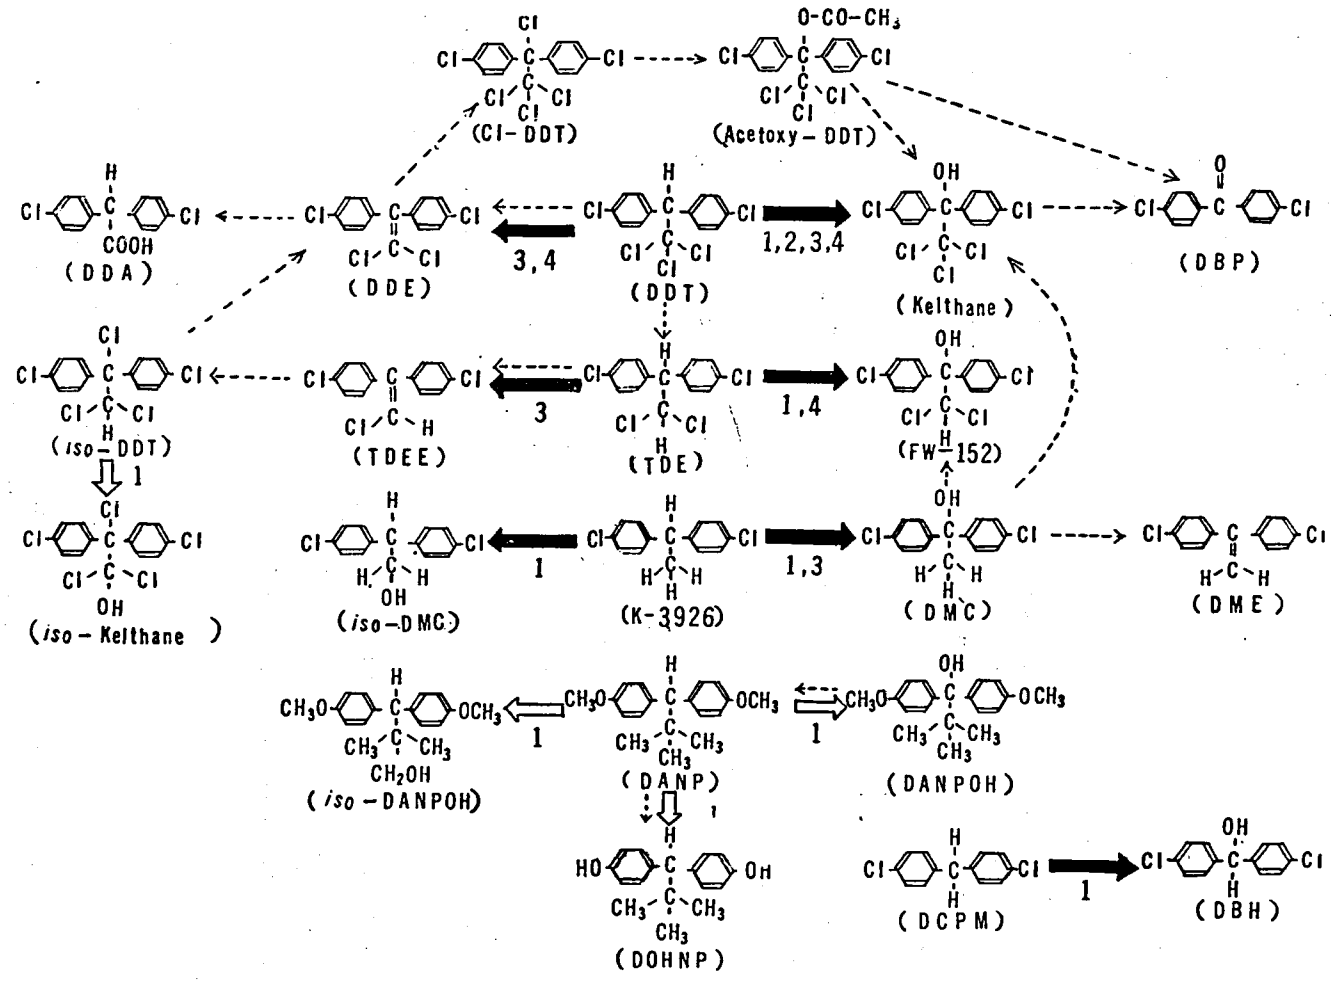 Cl
O-CO-CH₃
Cl C Cl
Cl C Cl
Cl C Cl
Cl
(Cl-DDT)
Cl C Cl
Cl
(Acetoxy-DDT)
H
Cl C Cl
COOH
(DDA)
Cl C Cl
Cl C Cl
(DDE)
3,4
H
Cl C Cl
Cl C Cl
Cl
(DDT)
1,2,3,4
OH
Cl C Cl
Cl C Cl
Cl
(Kelthane)
O
Cl C Cl
(DBP)
Cl
Cl C Cl
Cl C Cl
H
(iso-DDT)
1
Cl C Cl
Cl C H
(TDEE)
3
H
Cl C Cl
Cl C Cl
H
(TDE)
1,4
OH
Cl C Cl
Cl C Cl
H
(FW-152)
Cl
Cl C Cl
Cl C Cl
OH
(iso-Kelthane )
H
Cl C Cl
H C H
OH
(iso-DMC)
1
H
Cl C Cl
H C H
H
(K-3926)
1,3
OH
Cl C Cl
H C H
H
(DMC)
Cl C Cl
H C H
(DME)
H
CH₃O C OCH₃
CH₃ C CH₃
CH₂OH
(iso-DANPOH)
1
H
CH₃O C OCH₃
CH₃ C CH₃
CH₃
(DANP)
1
1
OH
CH₃O C OCH₃
CH₃ C CH₃
CH₃
(DANPOH)
H
HO C OH
CH₃ C CH₃
CH₃
(DOHNP)
H
Cl C Cl
H
(DCPM)
1
OH
Cl C Cl
H
(DBH)